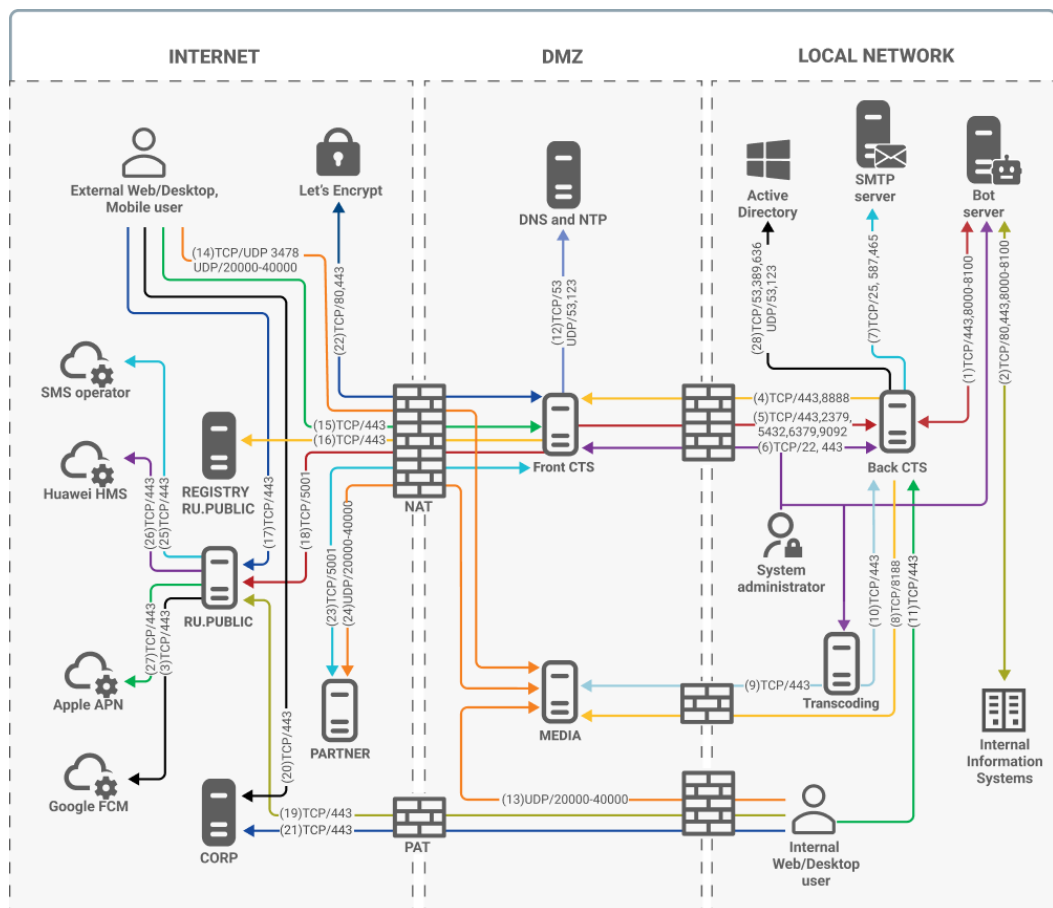 INTERNET
DMZ
LOCAL NETWORK
External Web/Desktop,
Mobile user
Let's Encrypt
DNS and NTP
Active
Directory
SMTP
server
Bot
server
(14)TCP/UDP 3478
UDP/20000-40000
(22)TCP/80,443
(12)TCP/53
UDP/53,123
(28)TCP/53,389,636
UDP/53,123
(7)TCP/25, 587,465
(1)TCP/443,8000-8100
(2)TCP/80,443,8000-8100
SMS operator
Huawei HMS
REGISTRY
RU.PUBLIC
(15)TCP/443
(16)TCP/443
Front CTS
NAT
(4)TCP/443,8888
(5)TCP/443,2379,
5432,6379,9092
(6)TCP/22, 443
Back CTS
(26)TCP/443
(25)TCP/443
(17)TCP/443
(18)TCP/5001
(23)TCP/5001
(24)UDP/20000-40000
System
administrator
(10)TCP/443
(8)TCP/8188
(11)TCP/443
RU.PUBLIC
(27)TCP/443
(3)TCP/443
Apple APN
(20)TCP/443
PARTNER
MEDIA
(9)TCP/443
Transcoding
Internal
Information
Systems
Google FCM
CORP
(19)TCP/443
(21)TCP/443
PAT
(13)UDP/20000-40000
Internal
Web/Desktop
user